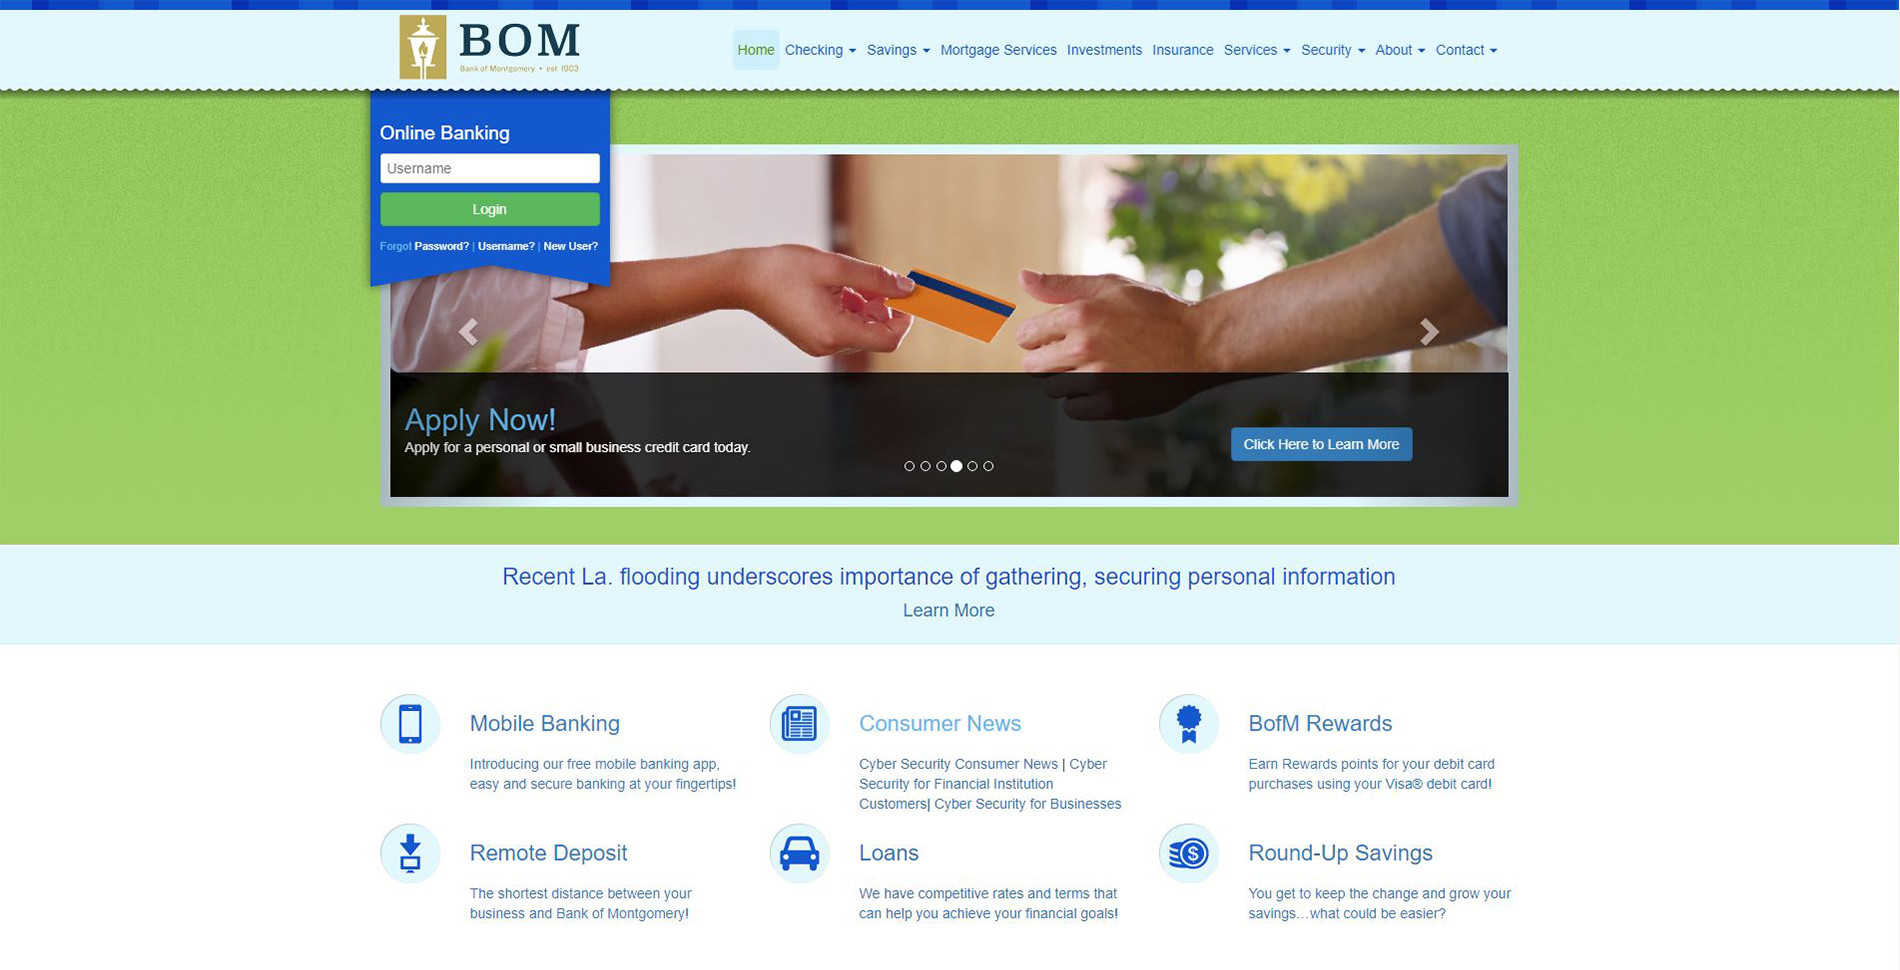 BOM
Bank of Montgomery • est. 1903
Home Checking Savings Mortgage Services Investments Insurance Services Security About Contact
Online Banking
Username
Login
Forgot Password? | Username? | New User?
Apply Now!
Apply for a personal or small business credit card today.
Click Here to Learn More
Recent La. flooding underscores importance of gathering, securing personal information
Learn More
Mobile Banking
Introducing our free mobile banking app,
easy and secure banking at your fingertips!
Consumer News
Cyber Security Consumer News | Cyber
Security for Financial Institution
Customers| Cyber Security for Businesses
BofM Rewards
Earn Rewards points for your debit card
purchases using your Visa® debit card!
Remote Deposit
The shortest distance between your
business and Bank of Montgomery!
Loans
We have competitive rates and terms that
can help you achieve your financial goals!
Round-Up Savings
You get to keep the change and grow your
savings…what could be easier?